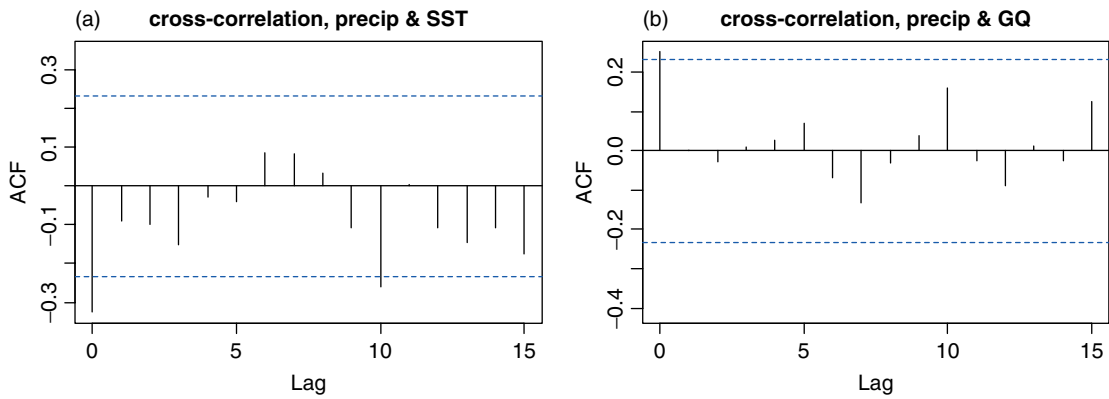 (a) cross-correlation, precip & SST
ACF
0.3
0.1
−0.1
−0.3
0 5 10 15
Lag
(b) cross-correlation, precip & GQ
ACF
0.2
0.0
−0.2
−0.4
0 5 10 15
Lag